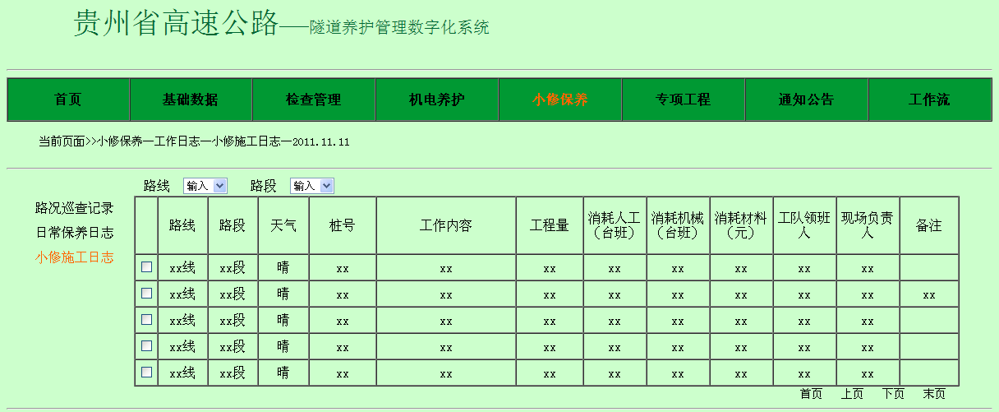 贵州省高速公路——隧道养护管理数字化系统
首页 基础数据 检查管理 机电养护 小修保养 专项工程 通知公告 工作流
当前页面>>小修保养—工作日志—小修施工日志—2011.11.11
路线 输入 路段 输入
路况巡查记录
日常保养日志
小修施工日志
路线 路段 天气 桩号 工作内容 工程量 消耗人工（台班） 消耗机械（台班） 消耗材料（元） 工队领班人 现场负责人 备注
xx线 xx段 晴 xx xx xx xx xx xx xx xx
xx线 xx段 晴 xx xx xx xx xx xx xx xx xx
xx线 xx段 晴 xx xx xx xx xx xx xx xx
xx线 xx段 晴 xx xx xx xx xx xx xx xx
xx线 xx段 晴 xx xx xx xx xx xx xx xx
首页 上页 下页 末页